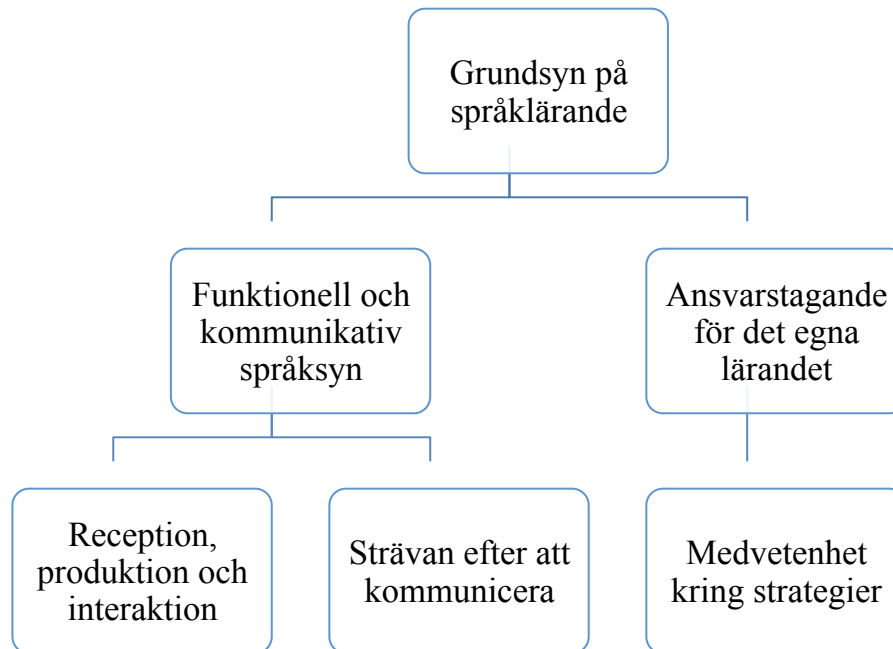 Grundsyn på
språklärande
Funktionell och
kommunikativ
språksyn
Ansvarstagande
för det egna
lärandet
Reception,
produktion och
interaktion
Strävan efter att
kommunicera
Medvetenhet
kring strategier